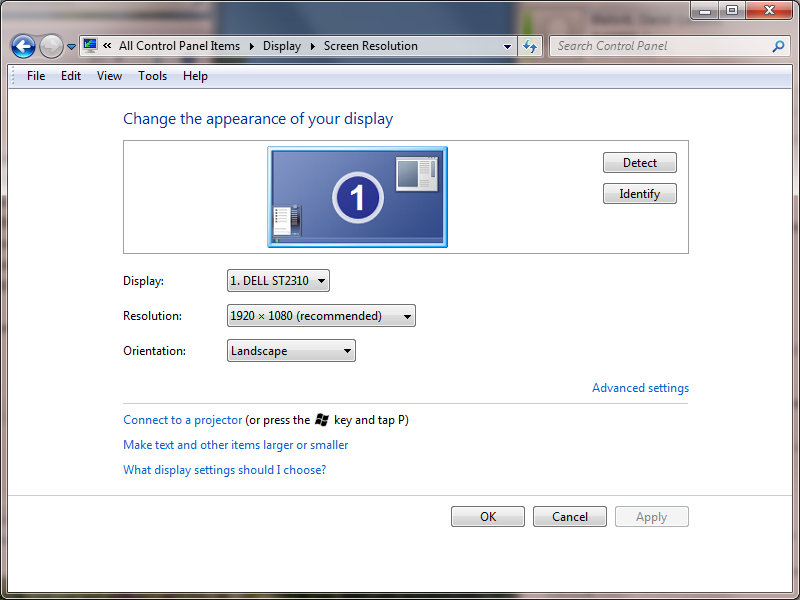 « All Control Panel Items Display Screen Resolution
Search Control Panel
File Edit View Tools Help
Change the appearance of your display
1
Detect
Identify
Display: 1. DELL ST2310
Resolution: 1920 × 1080 (recommended)
Orientation: Landscape
Advanced settings
Connect to a projector (or press the key and tap P)
Make text and other items larger or smaller
What display settings should I choose?
OK Cancel Apply